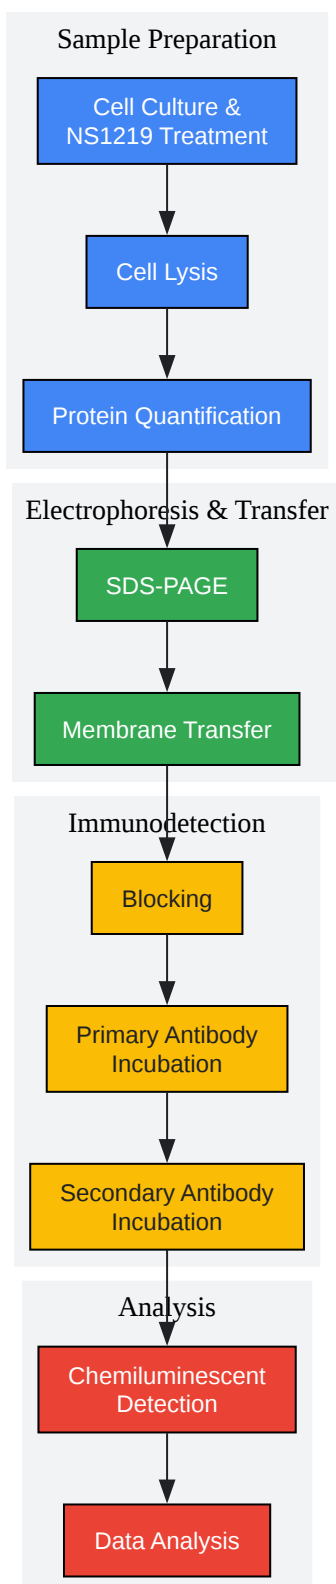 Sample Preparation
Cell Culture &
NS1219 Treatment
Cell Lysis
Protein Quantification
Electrophoresis & Transfer
SDS-PAGE
Membrane Transfer
Immunodetection
Blocking
Primary Antibody
Incubation
Secondary Antibody
Incubation
Analysis
Chemiluminescent
Detection
Data Analysis